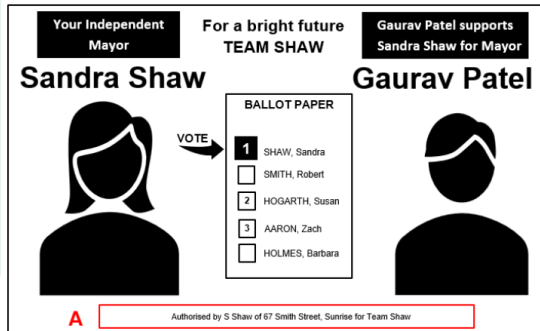 Your Independent
Mayor
For a bright future
TEAM SHAW
Gaurav Patel supports
Sandra Shaw for Mayor
Sandra Shaw
Gaurav Patel
BALLOT PAPER
VOTE
1 SHAW, Sandra
SMITH, Robert
2 HOGARTH, Susan
3 AARON, Zach
HOLMES, Barbara
A
Authorised by S Shaw of 67 Smith Street, Sunrise for Team Shaw